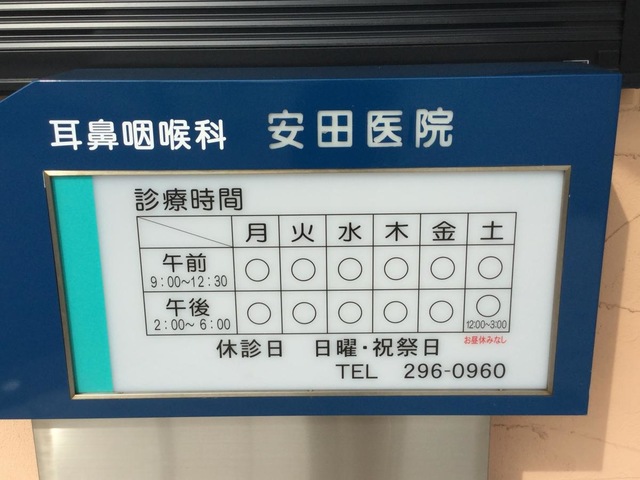 耳鼻咽喉科 安田医院
診療時間
月 火 水 木 金 土
午前
9:00~12:30 ○ ○ ○ ○ ○ ○
午後
2:00~6:00 ○ ○ ○ ○ ○ ○
12:00~3:00
お昼休みなし
休診日 日曜・祝祭日
TEL 296-0960